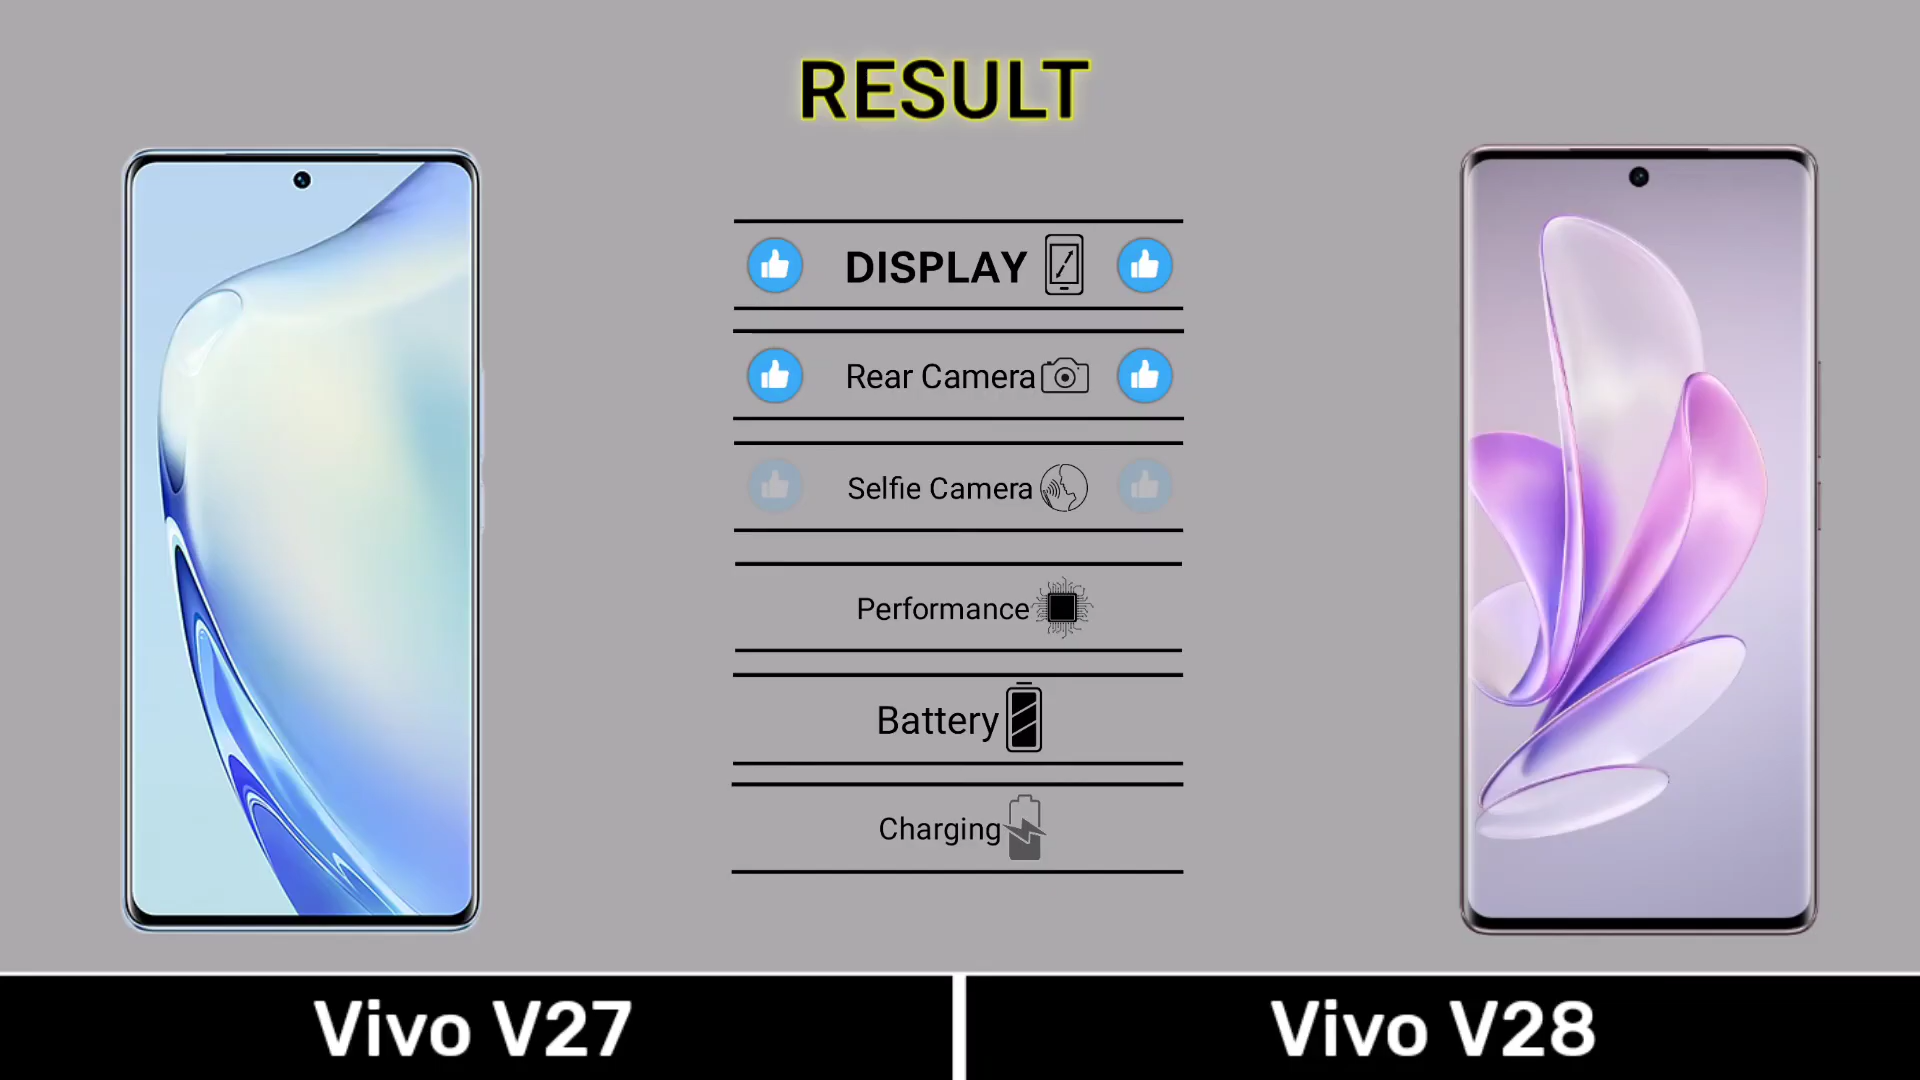 RESULT
DISPLAY
Rear Camera
Selfie Camera
Performance
Battery
Charging
Vivo V27
Vivo V28